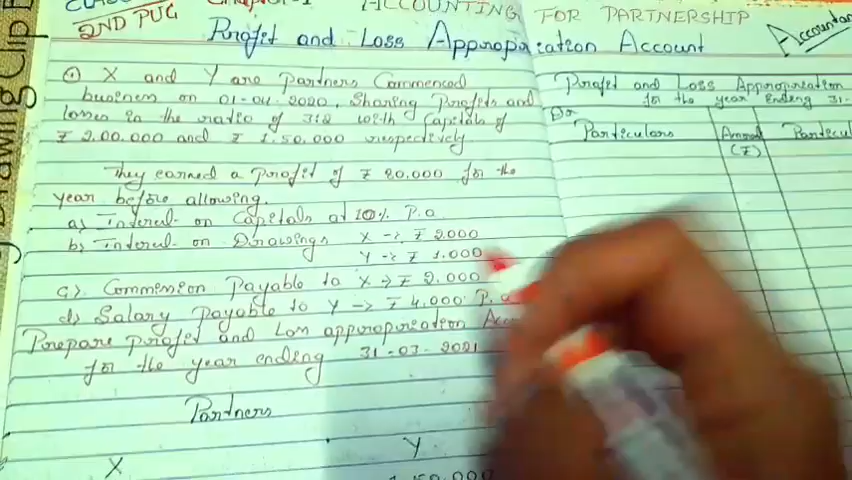 2ND PUC
ACCOUNTING FOR PARTNERSHIP
Profit and Loss Appropriation Account
X and Y are Partners Commenced
business on 01-04-2020, Sharing Profits and
losses in the ratio of 3:2 with Capitals of
₹ 2,00,000 and ₹ 1,50,000 respectively
They earned a profit of ₹ 20,000 for the
year before allowing.
a) Interest on Capitals at 10% P.a
b) Interest on Drawings X -> ₹ 2,000
Y -> ₹ 1,000
c) Commission Payable to X -> ₹ 2,000
d) Salary payable to Y -> ₹ 4,000 P.a
Prepare profit and Loss appropriation
for the year ending 31-03-2021
Partners
X Y
1,50,000
Profit and Loss Appropriation
for the year Ending 31-
Dr
Particulars Amount
(₹)